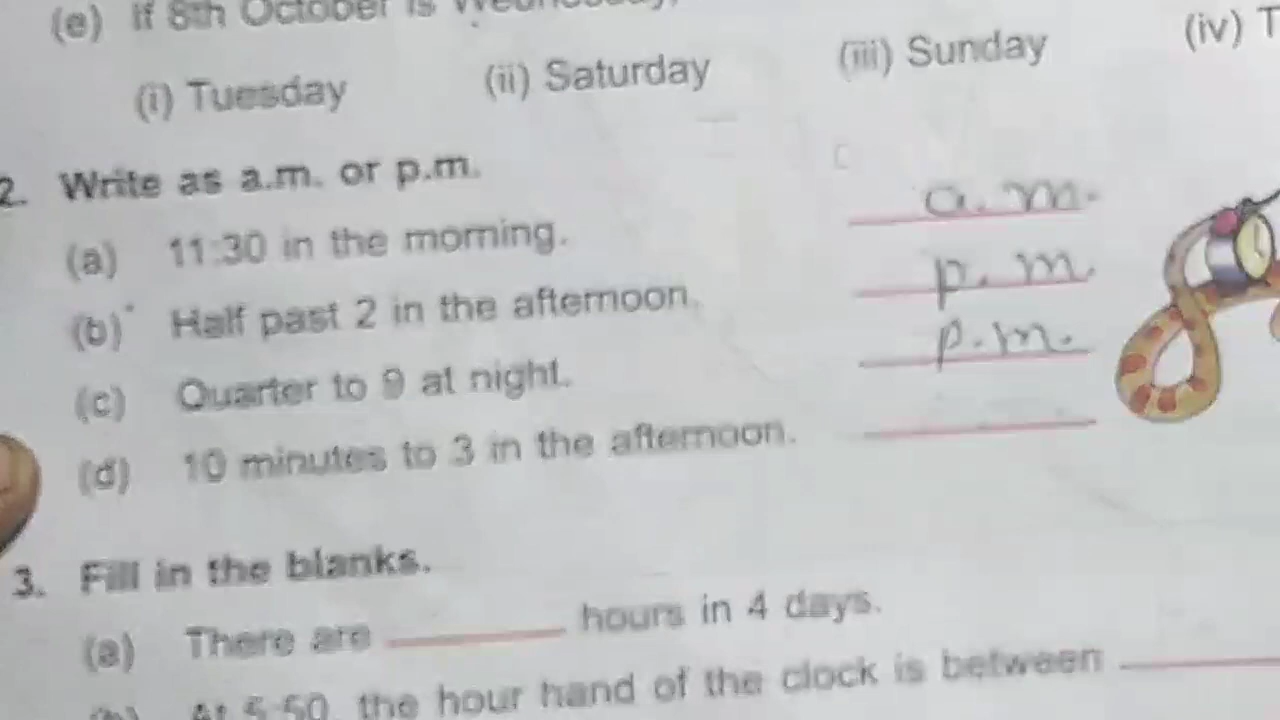 (e) If 8th October is Wednesday,
(i) Tuesday (ii) Saturday (iii) Sunday (iv) T
2. Write as a.m. or p.m.
(a) 11:30 in the morning. a.m.
(b) Half past 2 in the afternoon. p.m.
(c) Quarter to 9 at night. p.m.
(d) 10 minutes to 3 in the afternoon.
3. Fill in the blanks.
(a) There are ______ hours in 4 days.
(b) At 5:50, the hour hand of the clock is between ______